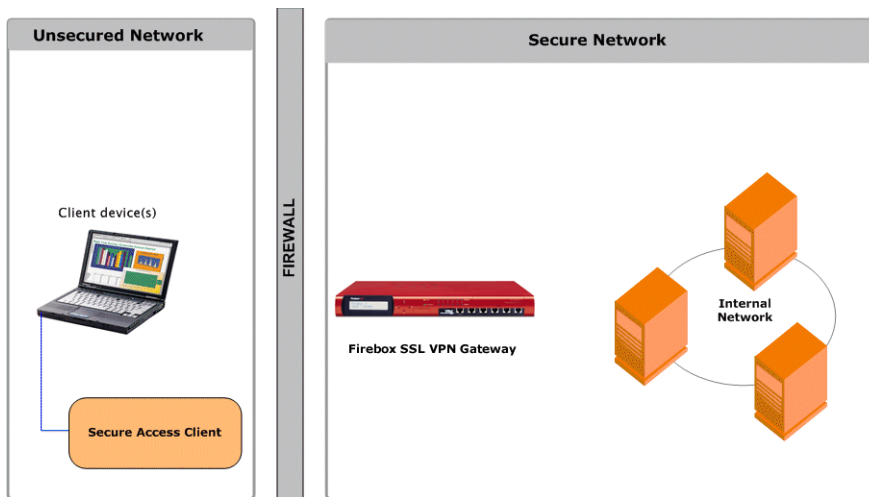 Unsecured Network
Secure Network
FIREWALL
Client device(s)
Secure Access Client
Firebox SSL VPN Gateway
Internal
Network